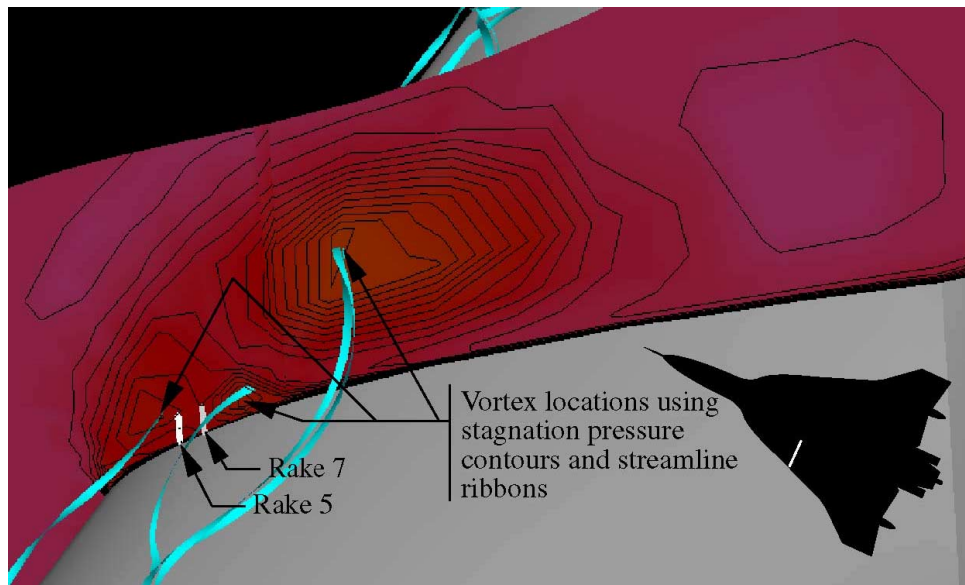 Vortex locations using
stagnation pressure
contours and streamline
ribbons
Rake 7
Rake 5